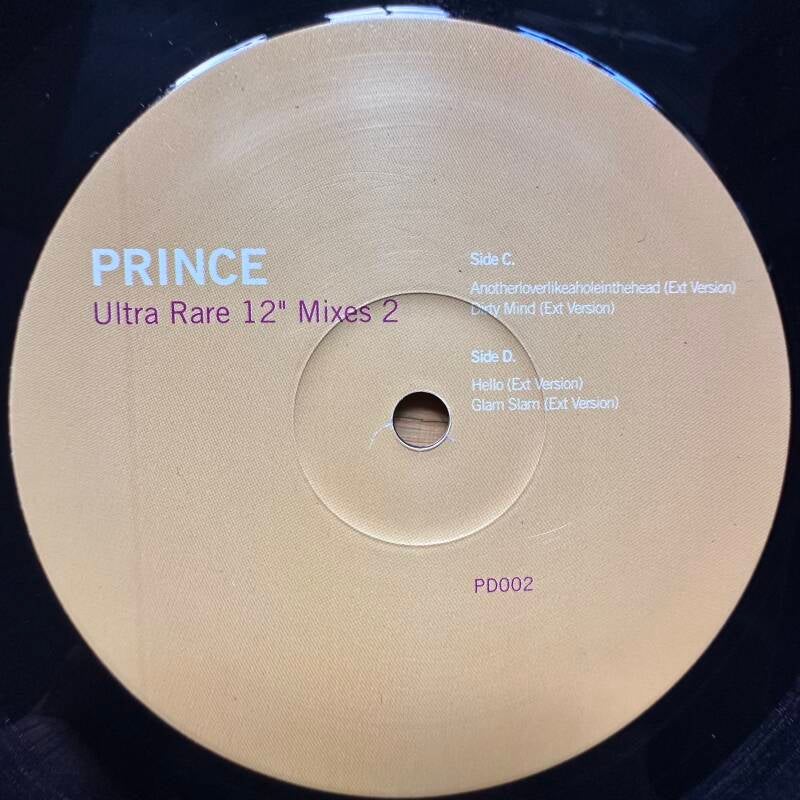 PRINCE
Ultra Rare 12" Mixes 2
Side C.
Anotherloverlikeaholeinthehead (Ext Version)
Dirty Mind (Ext Version)
Side D.
Hello (Ext Version)
Glam Slam (Ext Version)
PD002